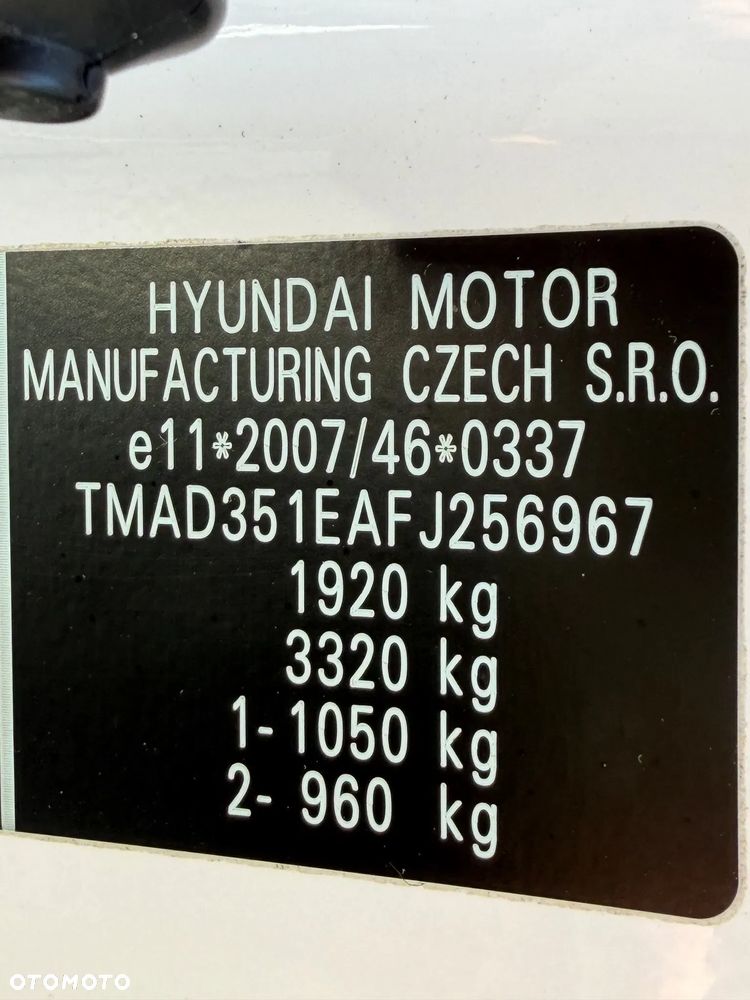 HYUNDAI MOTOR
MANUFACTURING CZECH S.R.O.
e11*2007/46*0337
TMAD351EAFJ256967
1920 kg
3320 kg
1- 1050 kg
2- 960 kg
OTOMOTO